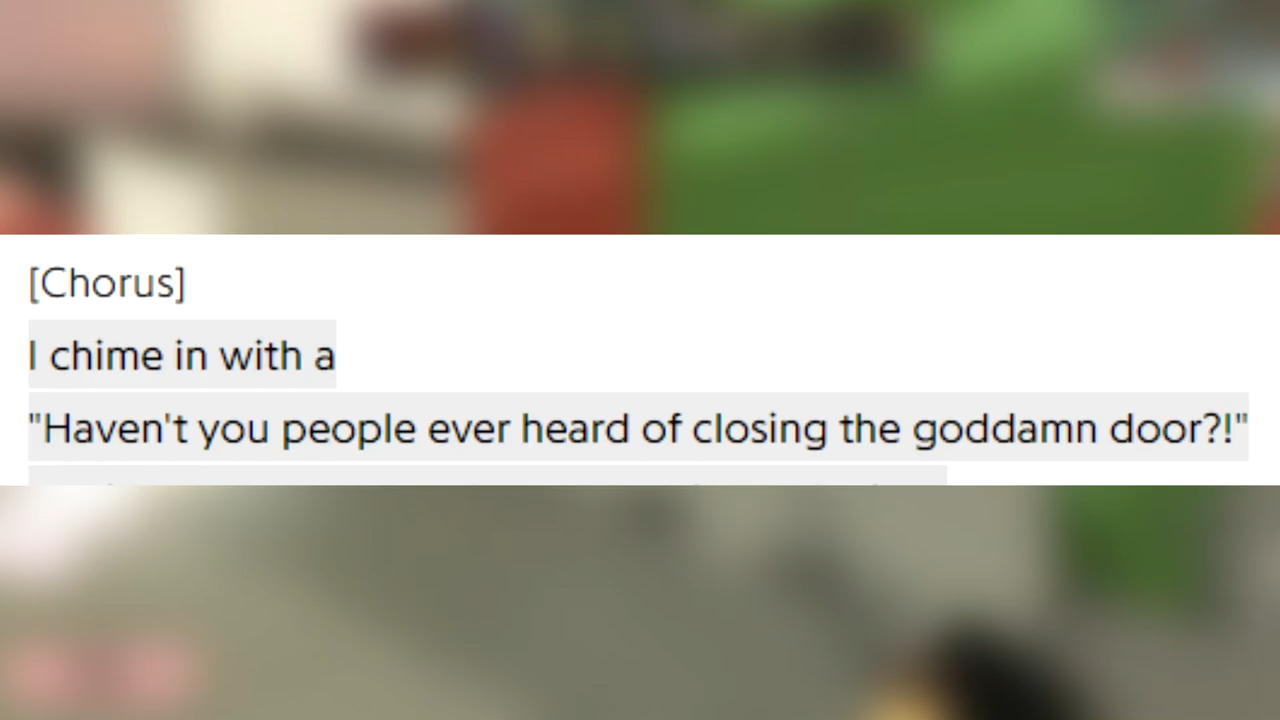 [Chorus]
I chime in with a
"Haven't you people ever heard of closing the goddamn door?!"